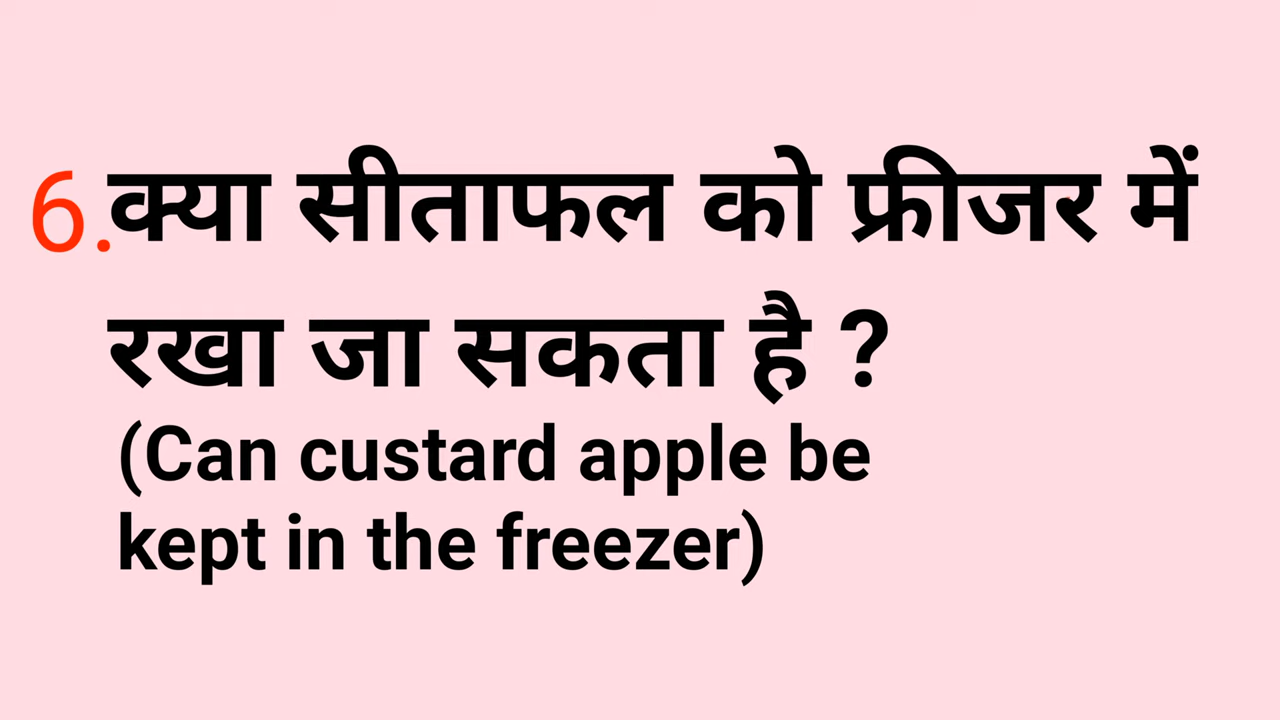 6.क्या सीताफल को फ्रीजर में
रखा जा सकता है ?
(Can custard apple be
kept in the freezer)